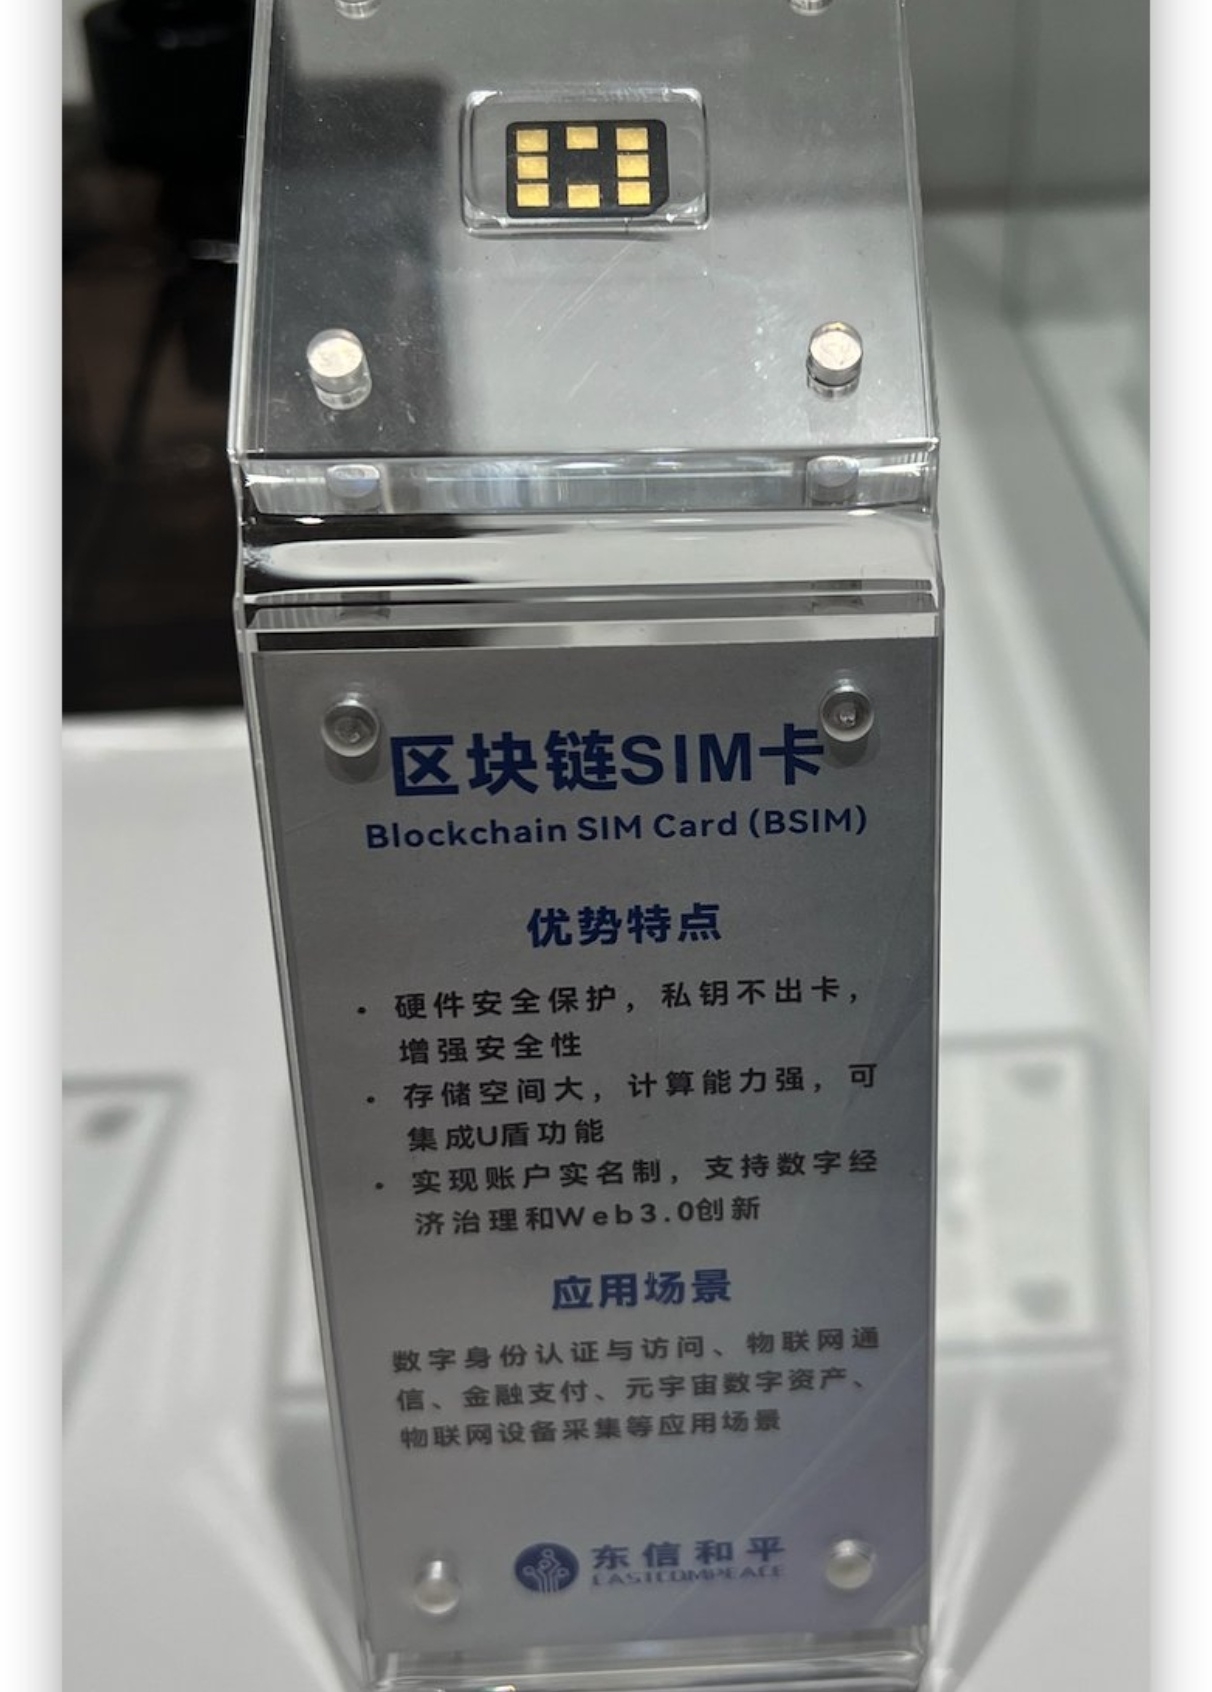 区块链SIM卡
Blockchain SIM Card (BSIM)
优势特点
• 硬件安全保护，私钥不出卡，
增强安全性
• 存储空间大，计算能力强，可
集成U盾功能
• 实现账户实名制，支持数字经
济治理和Web3.0创新
应用场景
数字身份认证与访问、物联网通
信、金融支付、元宇宙数字资产、
物联网设备采集等应用场景
东信和平
EASTCOMPEACE